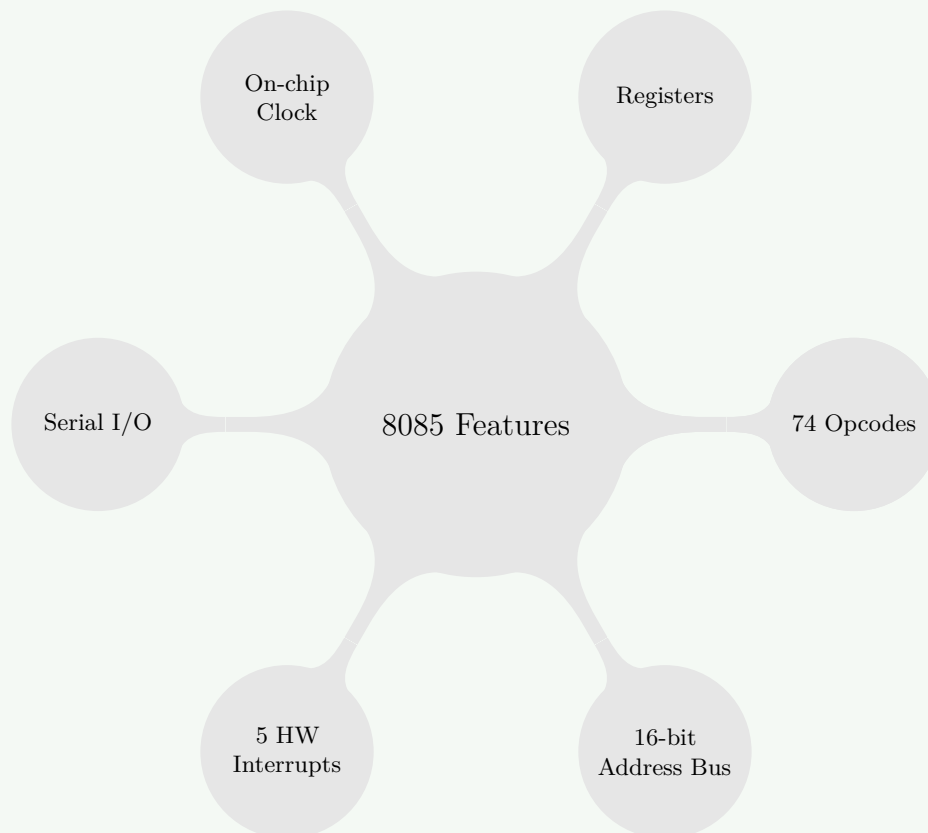 On-chip
Clock
Registers
Serial I/O
8085 Features
74 Opcodes
5 HW
Interrupts
16-bit
Address Bus